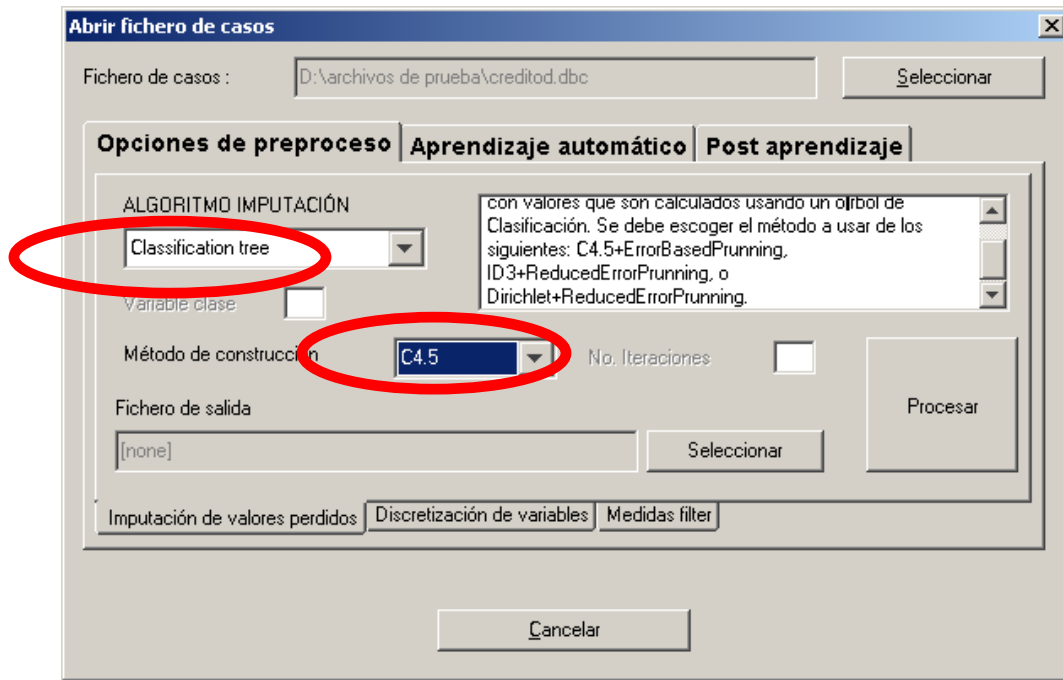 Abrir fichero de casos
Fichero de casos :
D:\archivos de prueba\creditod.dbc
Seleccionar
Opciones de preproceso
Aprendizaje automático
Post aprendizaje
ALGORITMO IMPUTACIÓN
Classification tree
con valores que son calculados usando un
de
Clasificación. Se debe escoger el método a usar de los
siguientes: C4.5+ErrorBasedPrunning,
ID3+ReducedErrorPrunning, o
Dirichlet+ReducedErrorPrunning.
Variable clase
Método de construcción
C4.5
No. Iteraciones
Procesar
Fichero de salida
[none]
Seleccionar
Imputación de valores perdidos
Discretización de variables
Medidas filter
Cancelar